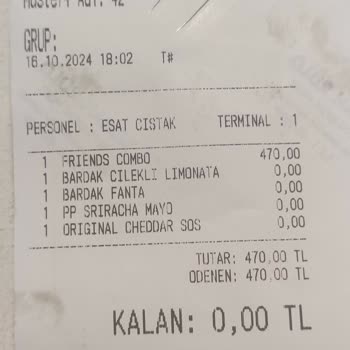 GRUP:
16.10.2024 18:02 T#
PERSONEL : ESAT CISTAK TERMINAL : 1
1 FRIENDS COMBO 470,00
1 BARDAK CILEKLI LIMONATA 0,00
1 BARDAK FANTA 0,00
1 PP SRIRACHA MAYO 0,00
1 ORIGINAL CHEDDAR SOS 0,00
TUTAR: 470,00 TL
ODENEN: 470,00 TL
KALAN: 0,00 TL